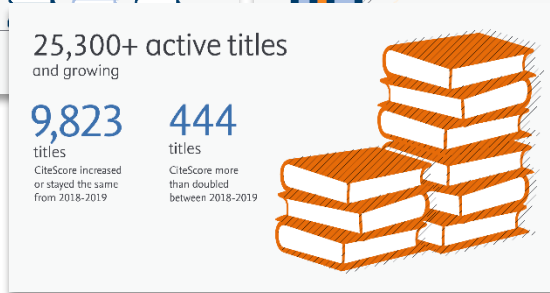 25,300+ active titles
and growing
9,823
titles
CiteScore increased
or stayed the same
from 2018-2019
444
titles
CiteScore more
than doubled
between 2018-2019